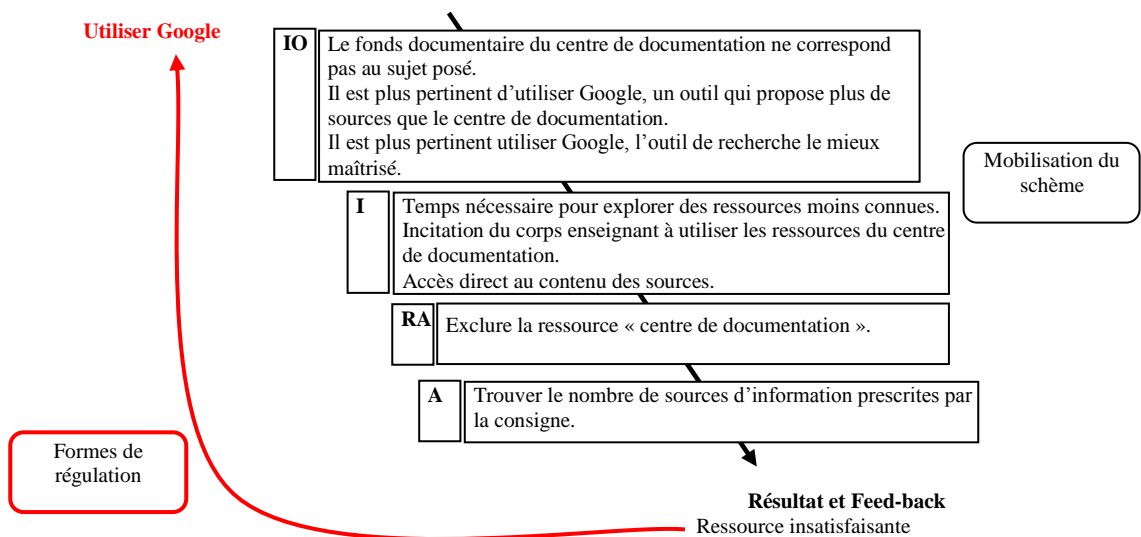 Utiliser Google
IO
Le fonds documentaire du centre de documentation ne correspond
pas au sujet posé.
Il est plus pertinent d’utiliser Google, un outil qui propose plus de
sources que le centre de documentation.
Il est plus pertinent utiliser Google, l’outil de recherche le mieux
maîtrisé.
Mobilisation du
schème
I
Temps nécessaire pour explorer des ressources moins connues.
Incitation du corps enseignant à utiliser les ressources du centre
de documentation.
Accès direct au contenu des sources.
RA
Exclure la ressource « centre de documentation ».
A
Trouver le nombre de sources d’information prescrites par
la consigne.
Formes de
régulation
Résultat et Feed-back
Ressource insatisfaisante